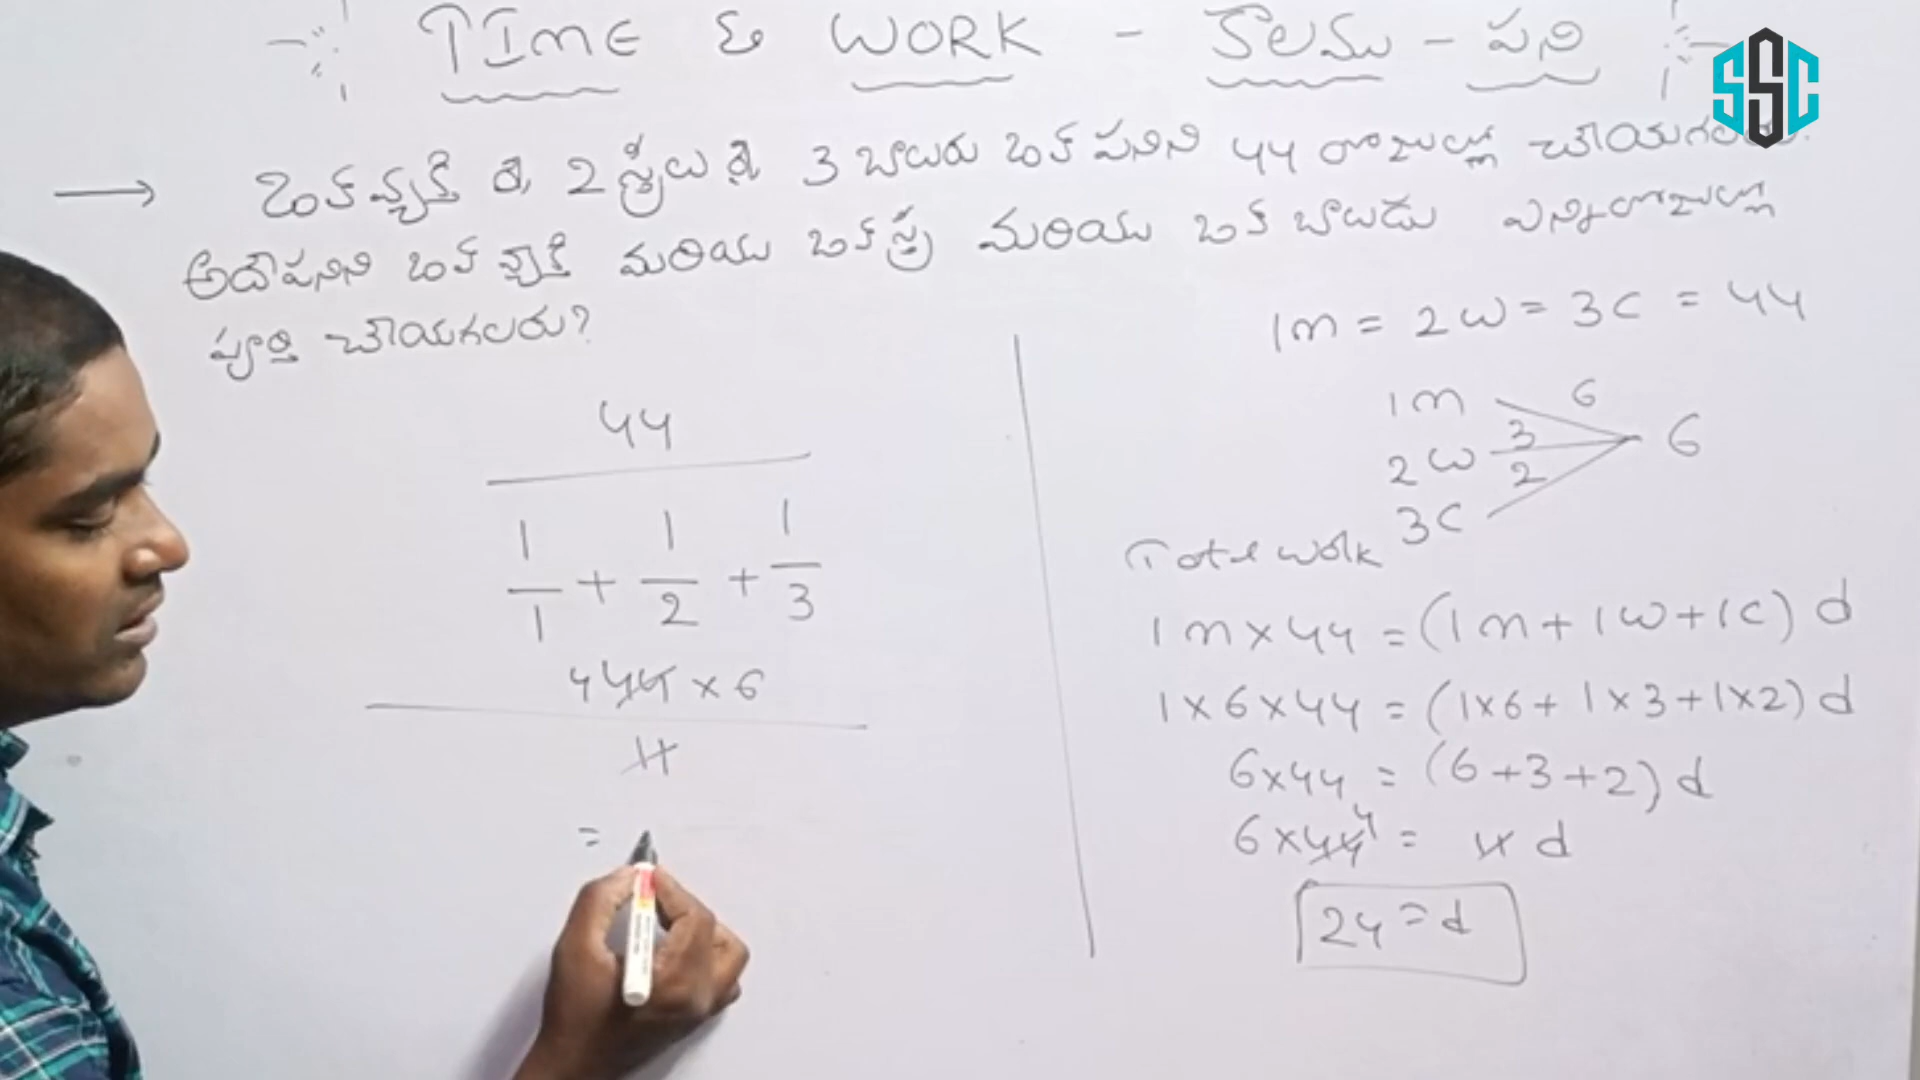 TIME & WORK - కాలము - పని
SSC
→ ఒక వ్యక్తి లే 2 స్త్రీలు లే 3 బాలురు ఒక పనిని 44 రోజుల్లో చేయగలరు.
అదేపనిని ఒక వ్యక్తి మరియు ఒక స్త్రీ మరియు ఒక బాలుడు ఎన్నిరోజుల్లో
పూర్తి చేయగలరు?
44
1/1 + 1/2 + 1/3
4 44 × 6
11
=
1m = 2w = 3c = 44
1m 6
2w 3 6
3c 2
Total work
1m×44 = (1m+1w+1c) d
1×6×44 = (1×6+1×3+1×2) d
6×44 = (6+3+2) d
6×44 4 = 11 d
24 = d